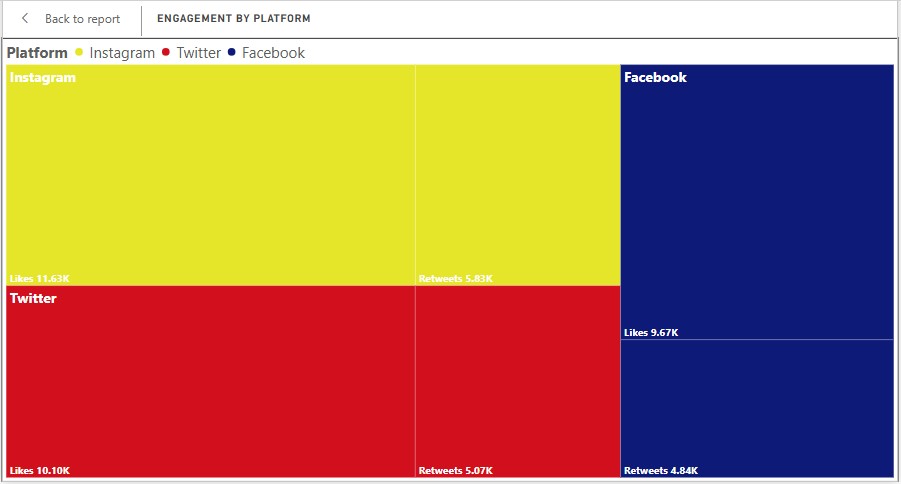 Back to report
ENGAGEMENT BY PLATFORM
Platform Instagram Twitter Facebook
Instagram
Likes 11.63K
Retweets 5.83K
Twitter
Likes 10.10K
Retweets 5.07K
Facebook
Likes 9.67K
Retweets 4.84K